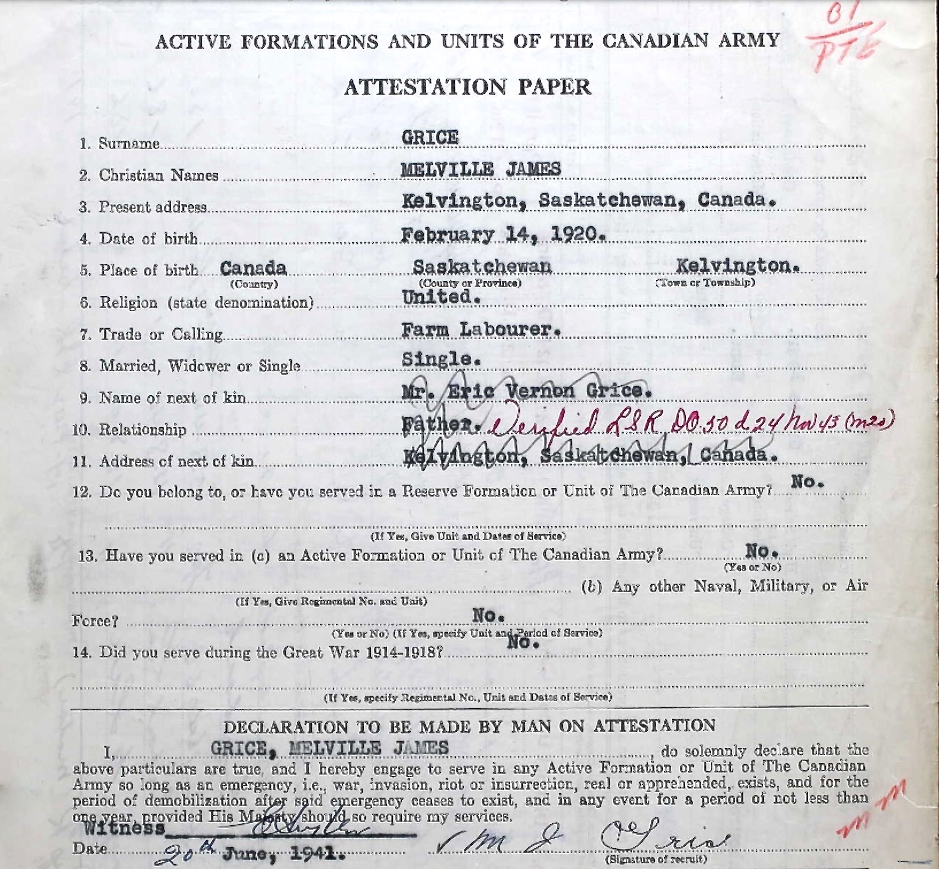 B1
PTE
ACTIVE FORMATIONS AND UNITS OF THE CANADIAN ARMY
ATTESTATION PAPER
1. Surname GRICE
2. Christian Names MELVILLE JAMES
3. Present address Kelvington, Saskatchewan, Canada.
4. Date of birth February 14, 1920.
5. Place of birth Canada Saskatchewan Kelvington.
(Country) (County or Province) (Town or Township)
6. Religion (state denomination) United.
7. Trade or Calling Farm Labourer.
8. Married, Widower or Single Single.
9. Name of next of kin Mr. Eric Vernon Grice.
10. Relationship Father. Verified LSR DO 50 d 24 Nov 43
11. Address of next of kin Kelvington, Saskatchewan, Canada.
12. Do you belong to, or have you served in a Reserve Formation or Unit of The Canadian Army? No.
(If Yes, Give Unit and Dates of Service)
13. Have you served in (a) an Active Formation or Unit of The Canadian Army? No.
(Yes or No)
(b) Any other Naval, Military, or Air
(If Yes, Give Regimental No. and Unit)
Force? No.
(Yes or No) (If Yes, specify Unit and Period of Service)
14. Did you serve during the Great War 1914-1918? No.
(If Yes, specify Regimental No., Unit and Dates of Service)
DECLARATION TO BE MADE BY MAN ON ATTESTATION
I, GRICE, MELVILLE JAMES, do solemnly declare that the
above particulars are true, and I hereby engage to serve in any Active Formation or Unit of The Canadian
Army so long as an emergency, i.e., war, invasion, riot or insurrection, real or apprehended, exists, and for the
period of demobilization after said emergency ceases to exist, and in any event for a period of not less than
one year, provided His Majesty should so require my services.
Witness
Date 20th June, 1941. M J Grice
(Signature of recruit)
M
M